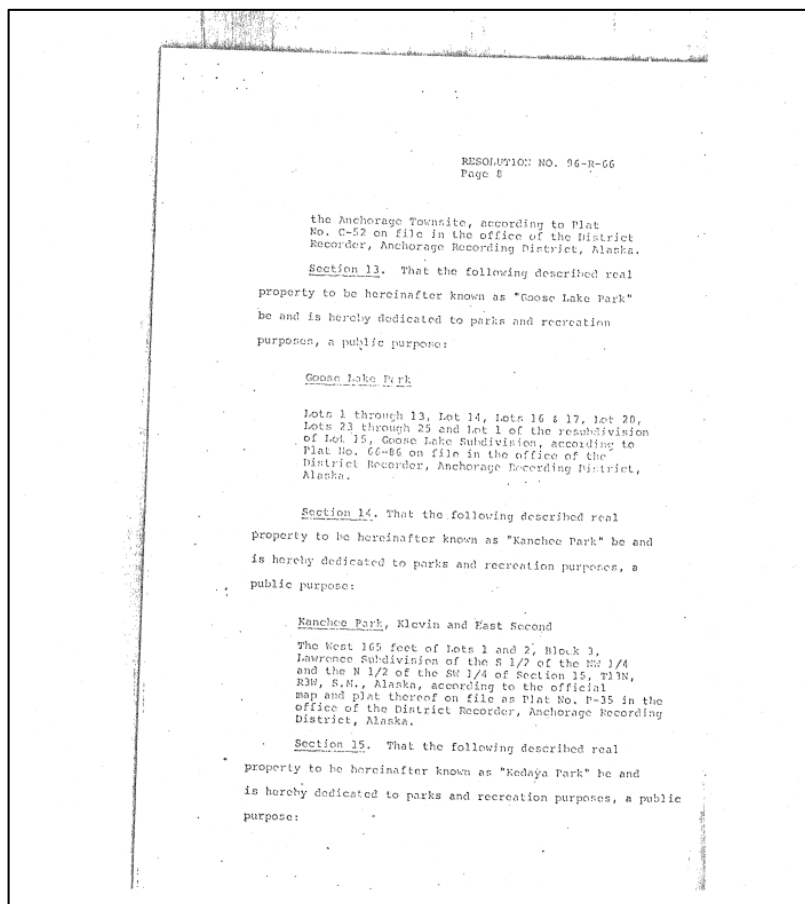 RESOLUTION NO. 96-R-66
Page 8
the Anchorage Townsite, according to Plat
No. C-52 on file in the office of the District
Recorder, Anchorage Recording District, Alaska.
Section 13. That the following described real
property to be hereinafter known as "Goose Lake Park"
be and is hereby dedicated to parks and recreation
purposes, a public purpose:
Goose Lake Park
Lots 1 through 13, Lot 14, Lots 16 & 17, Lot 20,
Lots 23 through 25 and Lot 1 of the resubdivision
of Lot 15, Goose Lake Subdivision, according to
Plat No. 66-86 on file in the office of the
District Recorder, Anchorage Recording District,
Alaska.
Section 14. That the following described real
property to be hereinafter known as "Kanchee Park" be and
is hereby dedicated to parks and recreation purposes, a
public purpose:
Kanchee Park, Klevin and East Second
The West 165 feet of Lots 1 and 2, Block 3,
Lawrence Subdivision of the S 1/2 of the NW 1/4
and the N 1/2 of the SW 1/4 of Section 15, T13N,
R3W, S.M., Alaska, according to the official
map and plat thereof on file as Plat No. P-35 in the
office of the District Recorder, Anchorage Recording
District, Alaska.
Section 15. That the following described real
property to be hereinafter known as "Kedaya Park" be and
is hereby dedicated to parks and recreation purposes, a public
purpose: